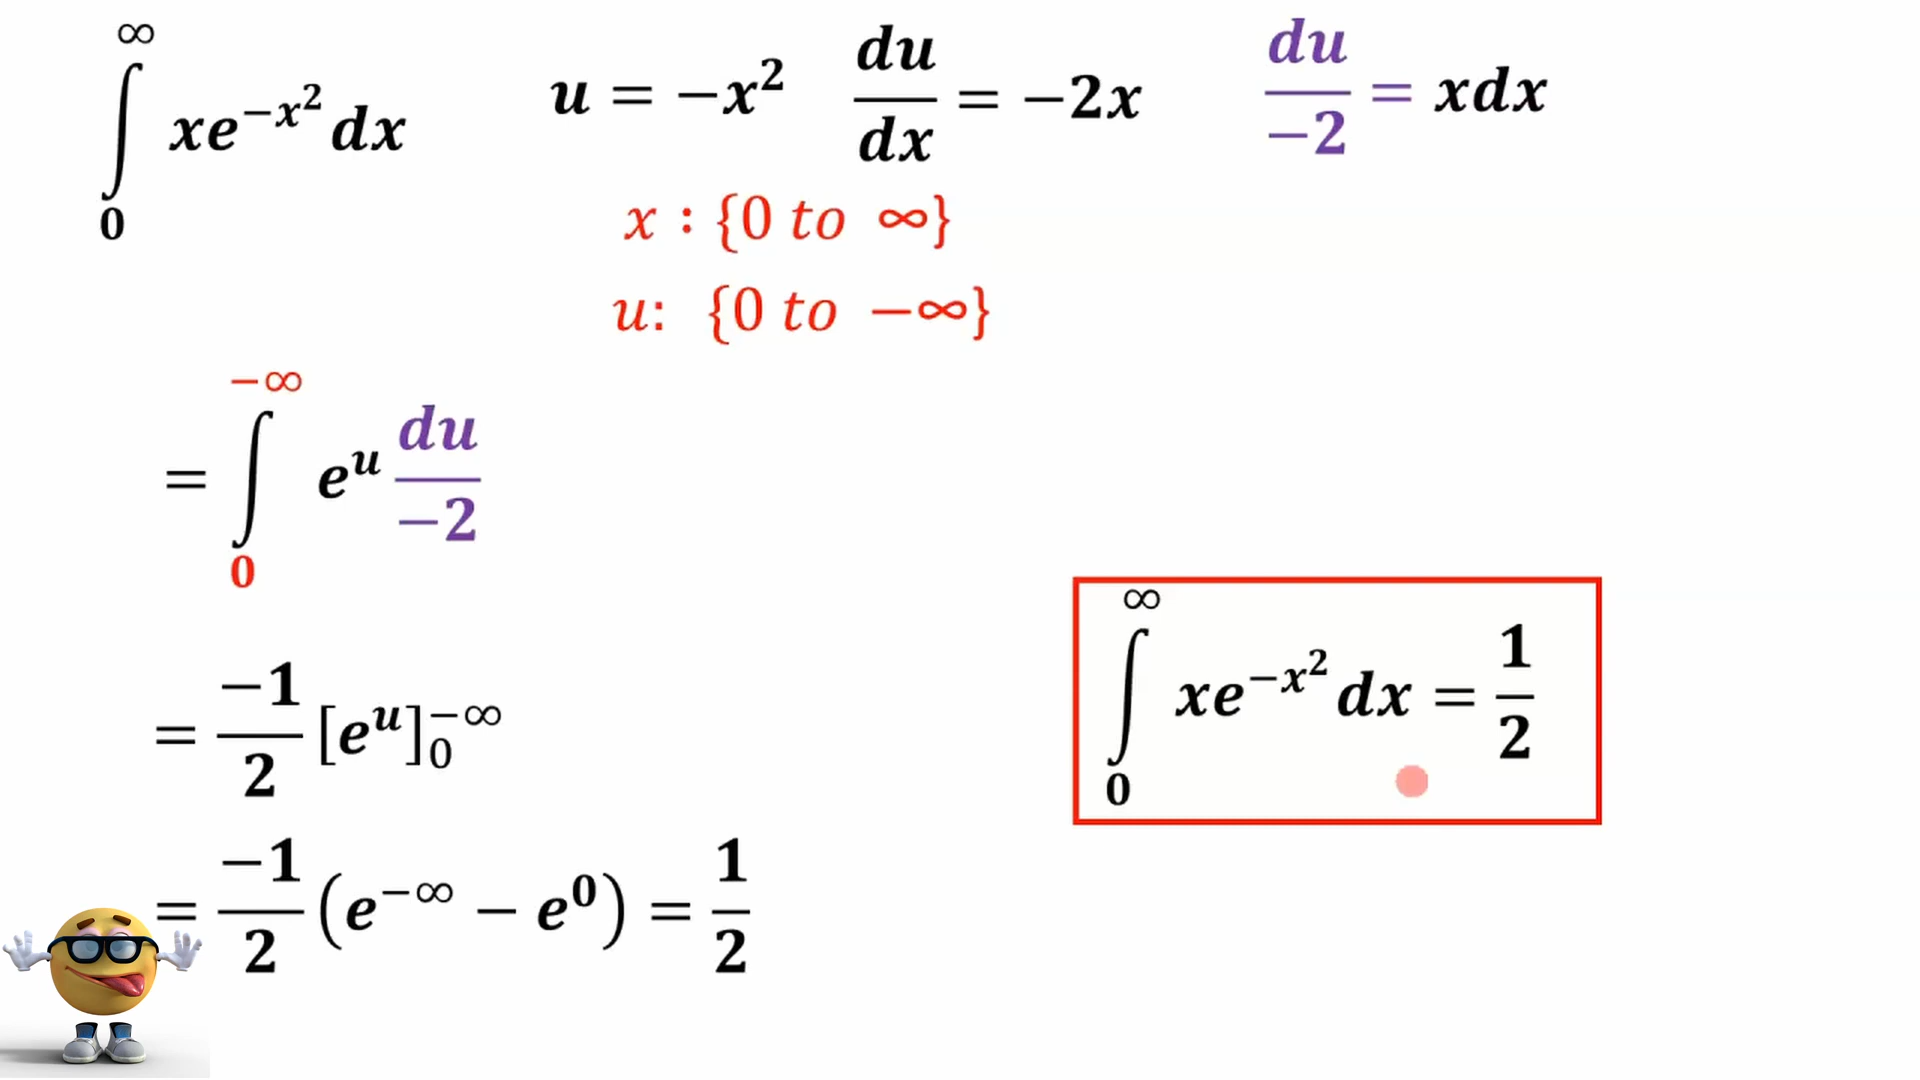 ∫₀^∞ xe^{-x²} dx   u = −x²   du/dx = −2x   du/−2 = xdx
x : {0 to ∞}
u: {0 to −∞}
= ∫₀^{−∞} e^u du/−2
= −1/2 [e^u]₀^{−∞}
= −1/2 (e^{−∞} − e⁰) = 1/2
∫₀^∞ xe^{-x²} dx = 1/2